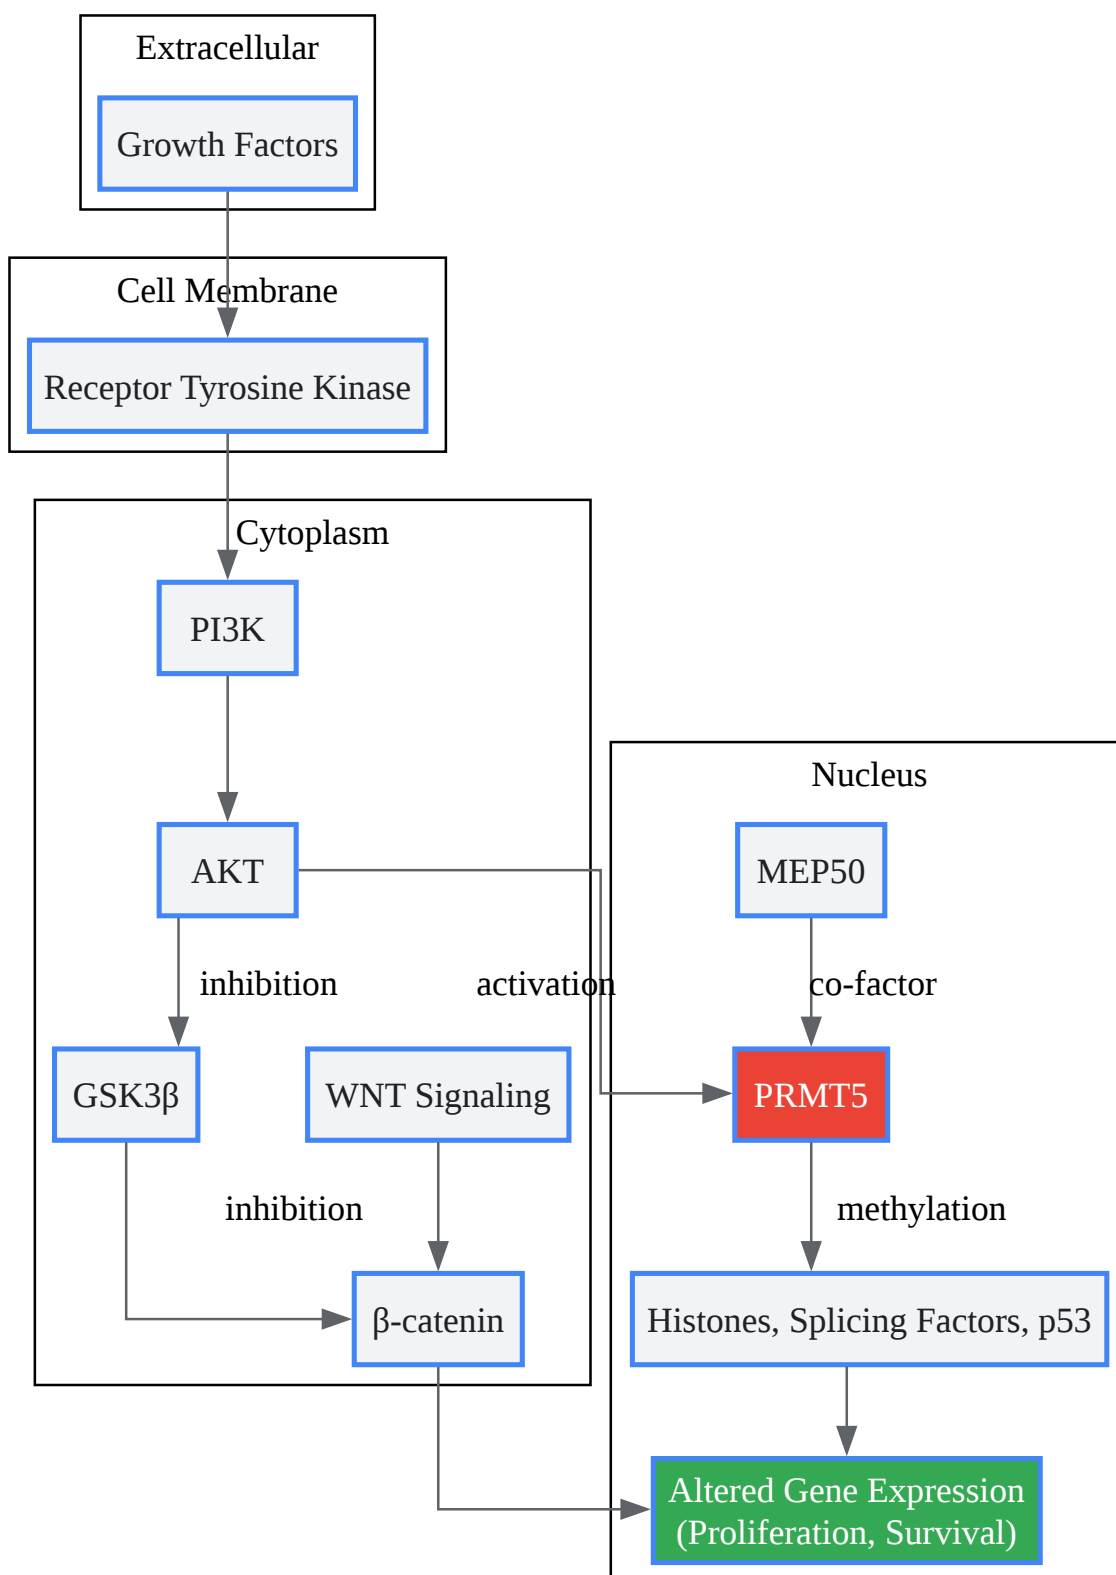 Extracellular
Growth Factors
Cell Membrane
Receptor Tyrosine Kinase
Cytoplasm
PI3K
Nucleus
AKT
MEP50
inhibition
activation
co-factor
GSK3β
WNT Signaling
PRMT5
inhibition
methylation
β-catenin
Histones, Splicing Factors, p53
Altered Gene Expression
(Proliferation, Survival)